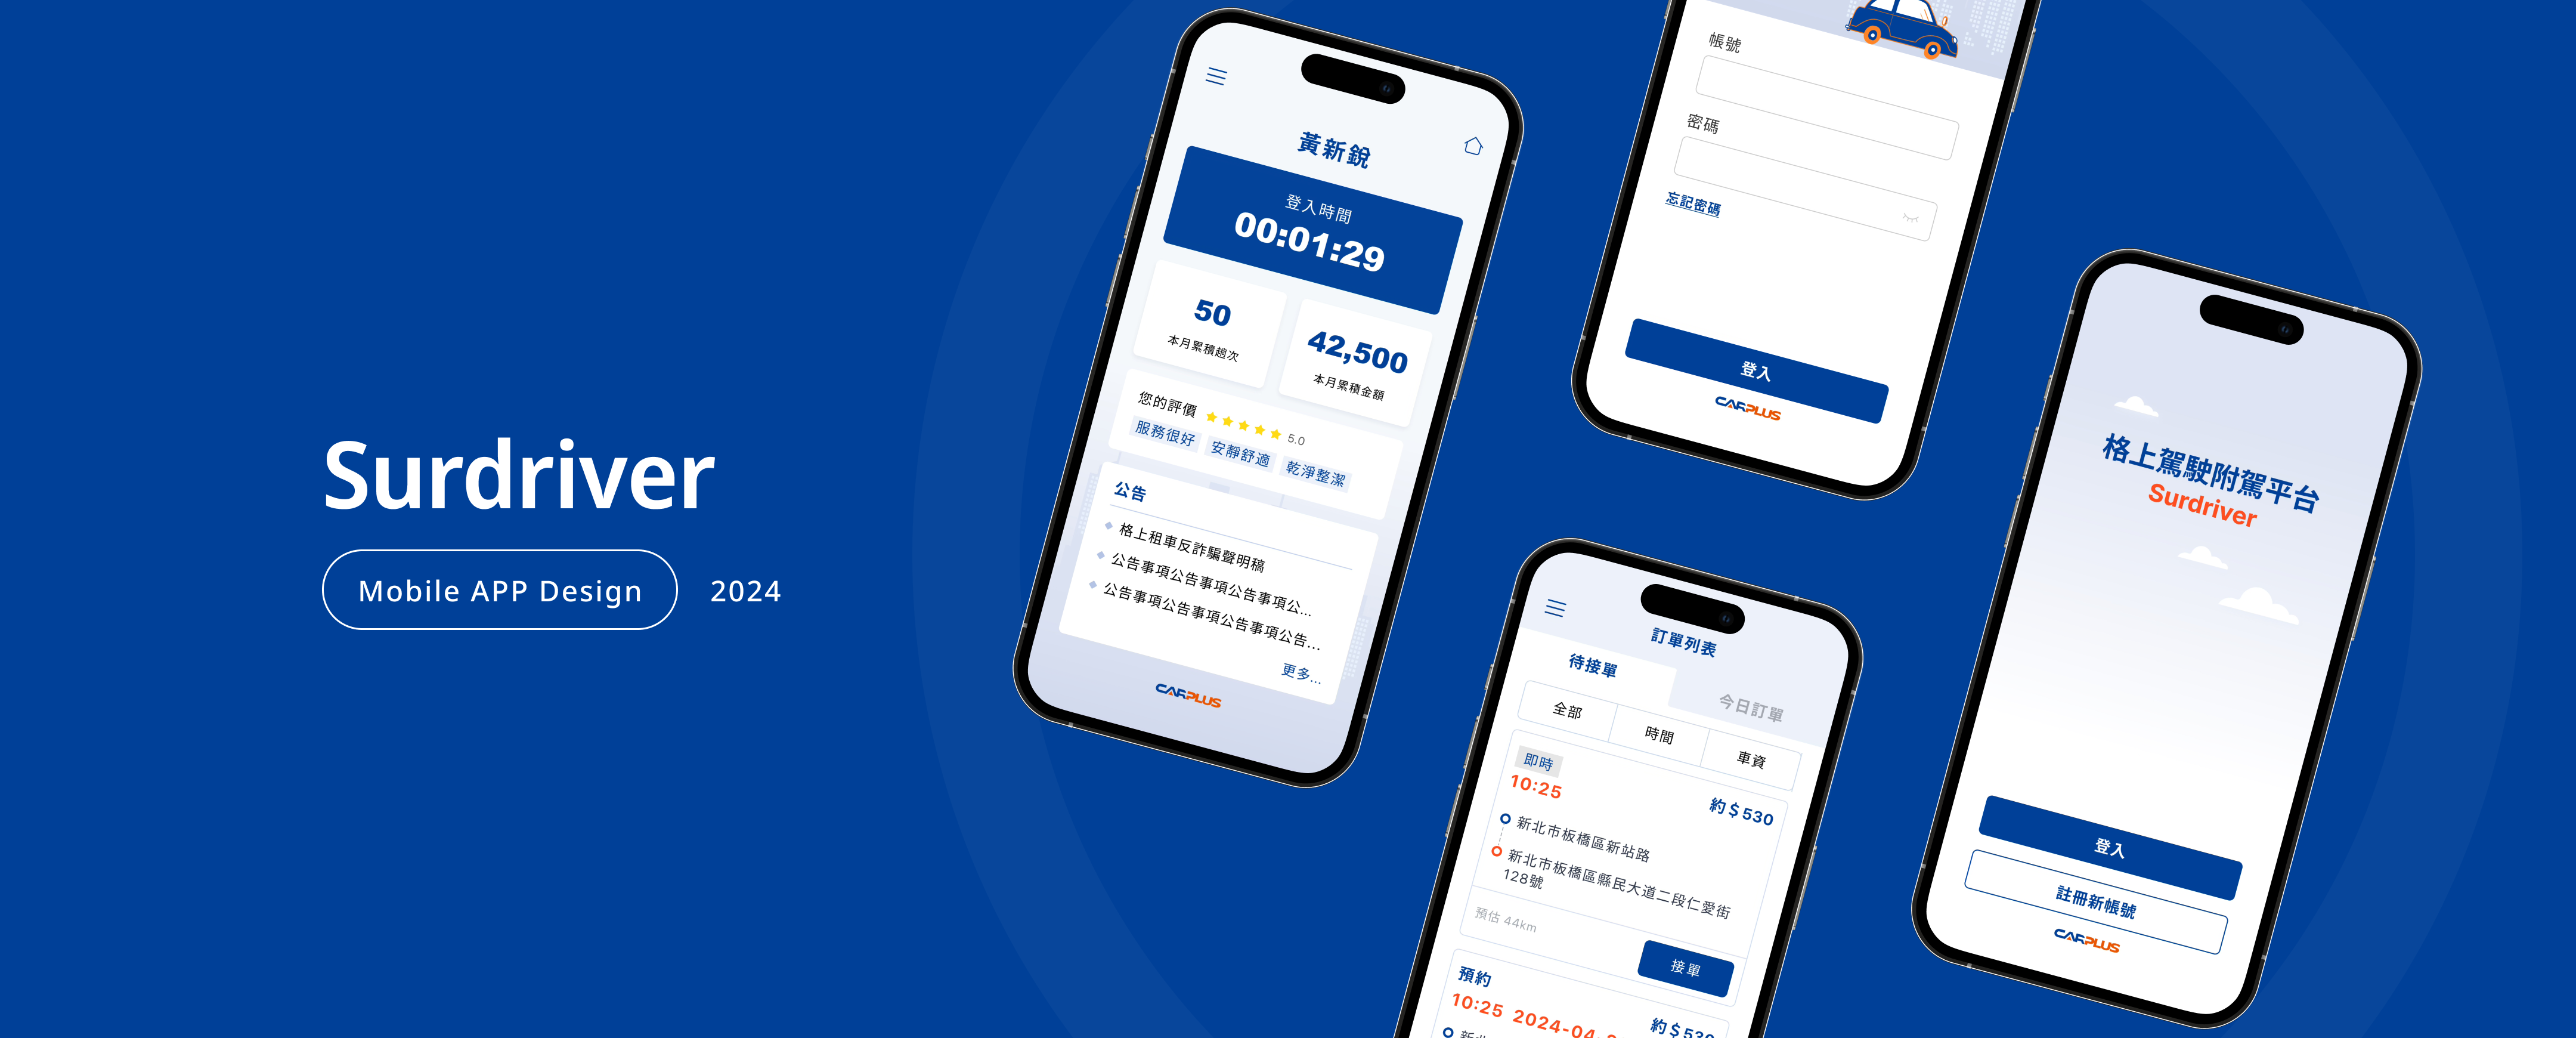 Surdriver
Mobile APP Design
2024
黃新銳
登入時間
00:01:29
50
本月累積趟次
42,500
本月累積金額
您的評價
5.0
服務很好
安靜舒適
乾淨整潔
公告
格上租車反詐騙聲明稿
公告事項公告事項公告事項公...
公告事項公告事項公告事項公告...
更多...
CARPLUS
帳號
密碼
忘記密碼
登入
CARPLUS
訂單列表
待接單
今日訂單
全部
時間
車資
即時
10:25
約$530
新北市板橋區新站路
新北市板橋區縣民大道二段仁愛街
128號
預估 44km
接單
預約
10:25 2024-04-
約$530
格上駕駛附駕平台
Surdriver
登入
註冊新帳號
CARPLUS